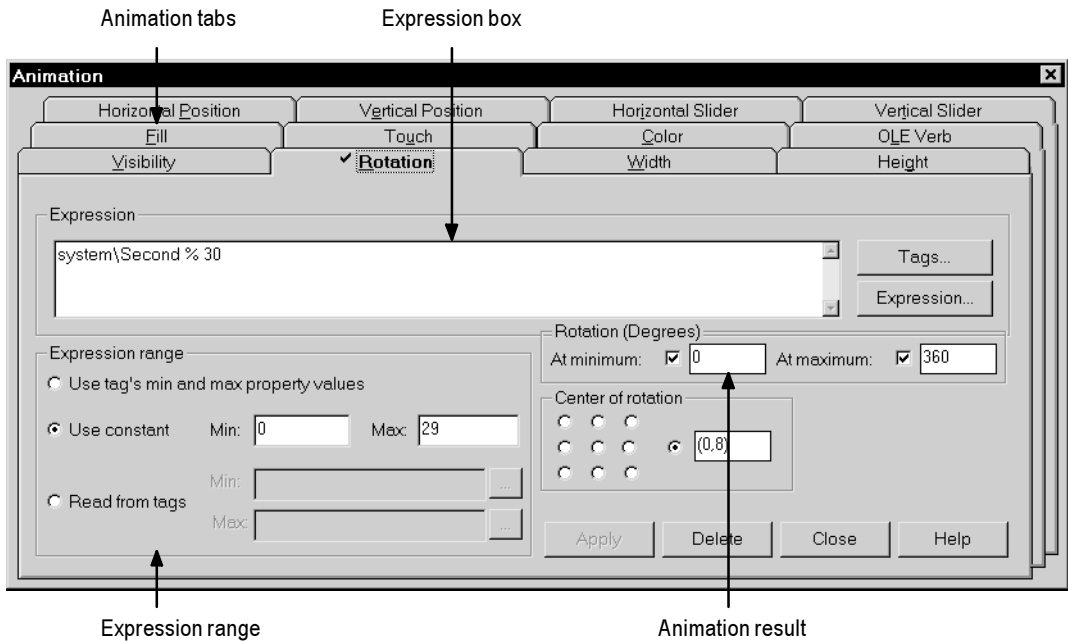 Animation tabs
Expression box
Animation
Horizontal Position
Vertical Position
Horizontal Slider
Vertical Slider
Fill
Touch
Color
OLE Verb
Visibility
Rotation
Width
Height
Expression
system\Second % 30
Tags...
Expression...
Rotation (Degrees)
At minimum: 0 At maximum: 360
Expression range
Use tag's min and max property values
Use constant Min: 0 Max: 29
Read from tags
Min: ...
Max: ...
Center of rotation
(0,8)
Apply
Delete
Close
Help
Expression range
Animation result